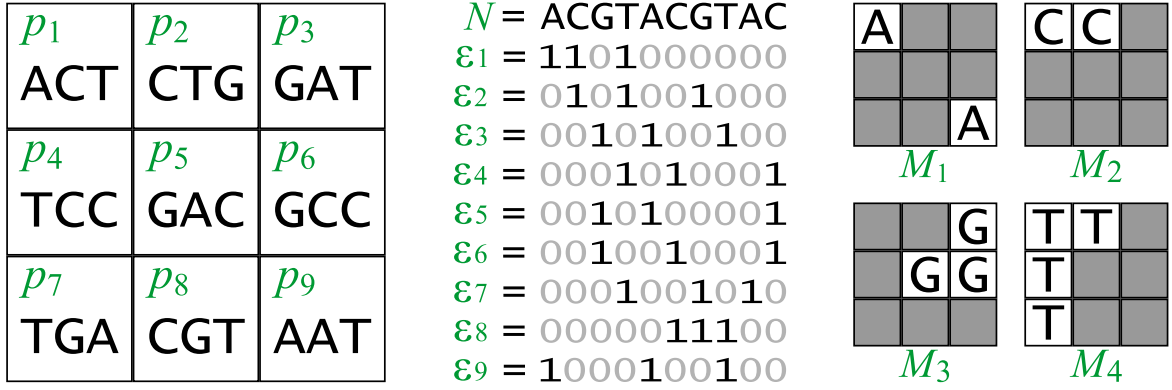 p1 p2 p3
ACT CTG GAT
p4 p5 p6
TCC GAC GCC
p7 p8 p9
TGA CGT AAT
N = ACGTACGTAC
ε1 = 1101000000
ε2 = 0101001000
ε3 = 0010100100
ε4 = 0001010001
ε5 = 0010100001
ε6 = 0010010001
ε7 = 0001001010
ε8 = 0000011100
ε9 = 1000100100
A
A
M1
C C
M2
G
G G
M3
T T
T
T
M4